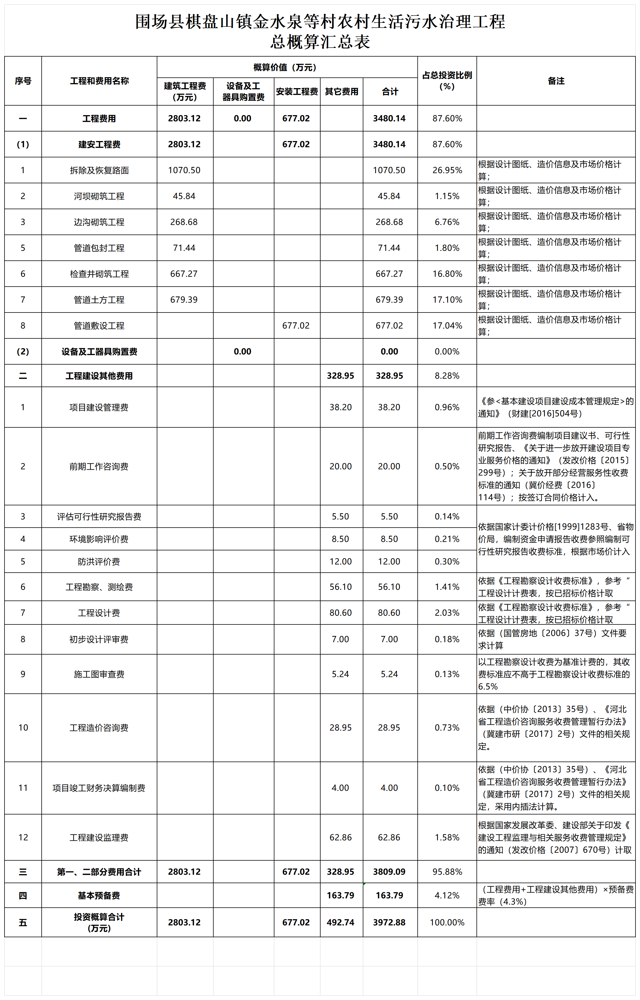 围场县棋盘山镇金水泉等村农村生活污水治理工程
总概算汇总表
序号 工程和费用名称 概算价值（万元） 占总投资比例（%） 备注
建筑工程费（万元） 设备及工器具购置费 安装工程费 其它费用 合计
一 工程费用 2803.12 0.00 677.02 3480.14 87.60%
(1) 建安工程费 2803.12 677.02 3480.14 87.60%
1 拆除及恢复路面 1070.50 1070.50 26.95% 根据设计图纸、造价信息及市场价格计
算；
2 河坝砌筑工程 45.84 45.84 1.15% 根据设计图纸、造价信息及市场价格计
算；
3 边沟砌筑工程 268.68 268.68 6.76% 根据设计图纸、造价信息及市场价格计
算；
5 管道包封工程 71.44 71.44 1.80% 根据设计图纸、造价信息及市场价格计
算；
6 检查井砌筑工程 667.27 667.27 16.80% 根据设计图纸、造价信息及市场价格计
算；
7 管道土方工程 679.39 679.39 17.10% 根据设计图纸、造价信息及市场价格计
算；
8 管道敷设工程 677.02 677.02 17.04% 根据设计图纸、造价信息及市场价格计
算；
(2) 设备及工器具购置费 0.00 0.00 0.00%
二 工程建设其他费用 328.95 328.95 8.28%
1 项目建设管理费 38.20 38.20 0.96% 《参<基本建设项目建设成本管理规定>的
通知》（财建[2016]504号）
2 前期工作咨询费 20.00 20.00 0.50% 前期工作咨询费编制项目建议书、可行性
研究报告、《关于进一步放开建设项目专
业服务价格的通知》（发改价格〔2015〕
299号）；关于放开部分经营服务性收费
标准的通知（冀价经费〔2016〕
114号）；按签订合同价格计入。
3 评估可行性研究报告费 5.50 5.50 0.14%
4 环境影响评价费 8.50 8.50 0.21%
5 防洪评价费 12.00 12.00 0.30%
依据国家计委计价格[1999]1283号、省物
价局，编制资金申请报告收费参照编制可
行性研究报告收费标准，根据市场价计入
6 工程勘察、测绘费 56.10 56.10 1.41% 依据《工程勘察设计收费标准》，参考“
工程设计计费表，按已招标价格计取
7 工程设计费 80.60 80.60 2.03% 依据《工程勘察设计收费标准》，参考“
工程设计计费表，按已招标价格计取
8 初步设计评审费 7.00 7.00 0.18% 依据（国管房地〔2006〕37号）文件要
求计算
9 施工图审查费 5.24 5.24 0.13% 以工程勘察设计收费为基准计费的，其收
费标准应不高于工程勘察设计收费标准的
6.5%
10 工程造价咨询费 28.95 28.95 0.73% 依据（中价协〔2013〕35号）、《河北
省工程造价咨询服务收费管理暂行办法》
（冀建市研〔2017〕2号）文件的相关规
定。
11 项目竣工财务决算编制费 4.00 4.00 0.10% 依据（中价协〔2013〕35号）、《河北
省工程造价咨询服务收费管理暂行办法》
（冀建市研〔2017〕2号）文件的相关规
定，采用内插法计算。
12 工程建设监理费 62.86 62.86 1.58% 根据国家发展改革委、建设部关于印发《
建设工程监理与相关服务收费管理规定》
的通知（发改价格〔2007〕670号）计取
三 第一、二部分费用合计 2803.12 677.02 328.95 3809.09 95.88%
四 基本预备费 163.79 163.79 4.12% （工程费用+工程建设其他费用）×预备费
费率（4.3%）
五 投资概算合计（万元） 2803.12 677.02 492.74 3972.88 100.00%